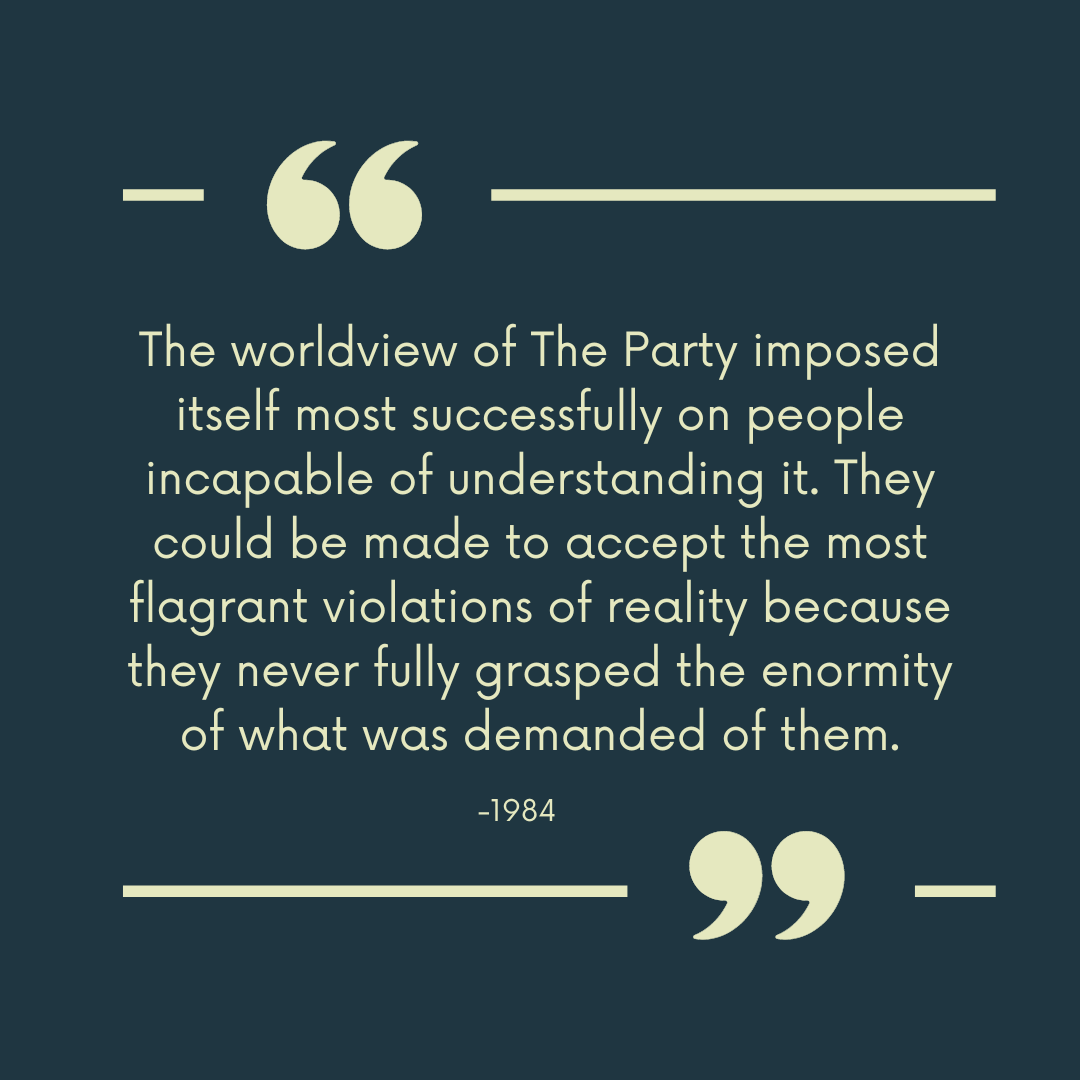 “
The worldview of The Party imposed
itself most successfully on people
incapable of understanding it. They
could be made to accept the most
flagrant violations of reality because
they never fully grasped the enormity
of what was demanded of them.
-1984
”